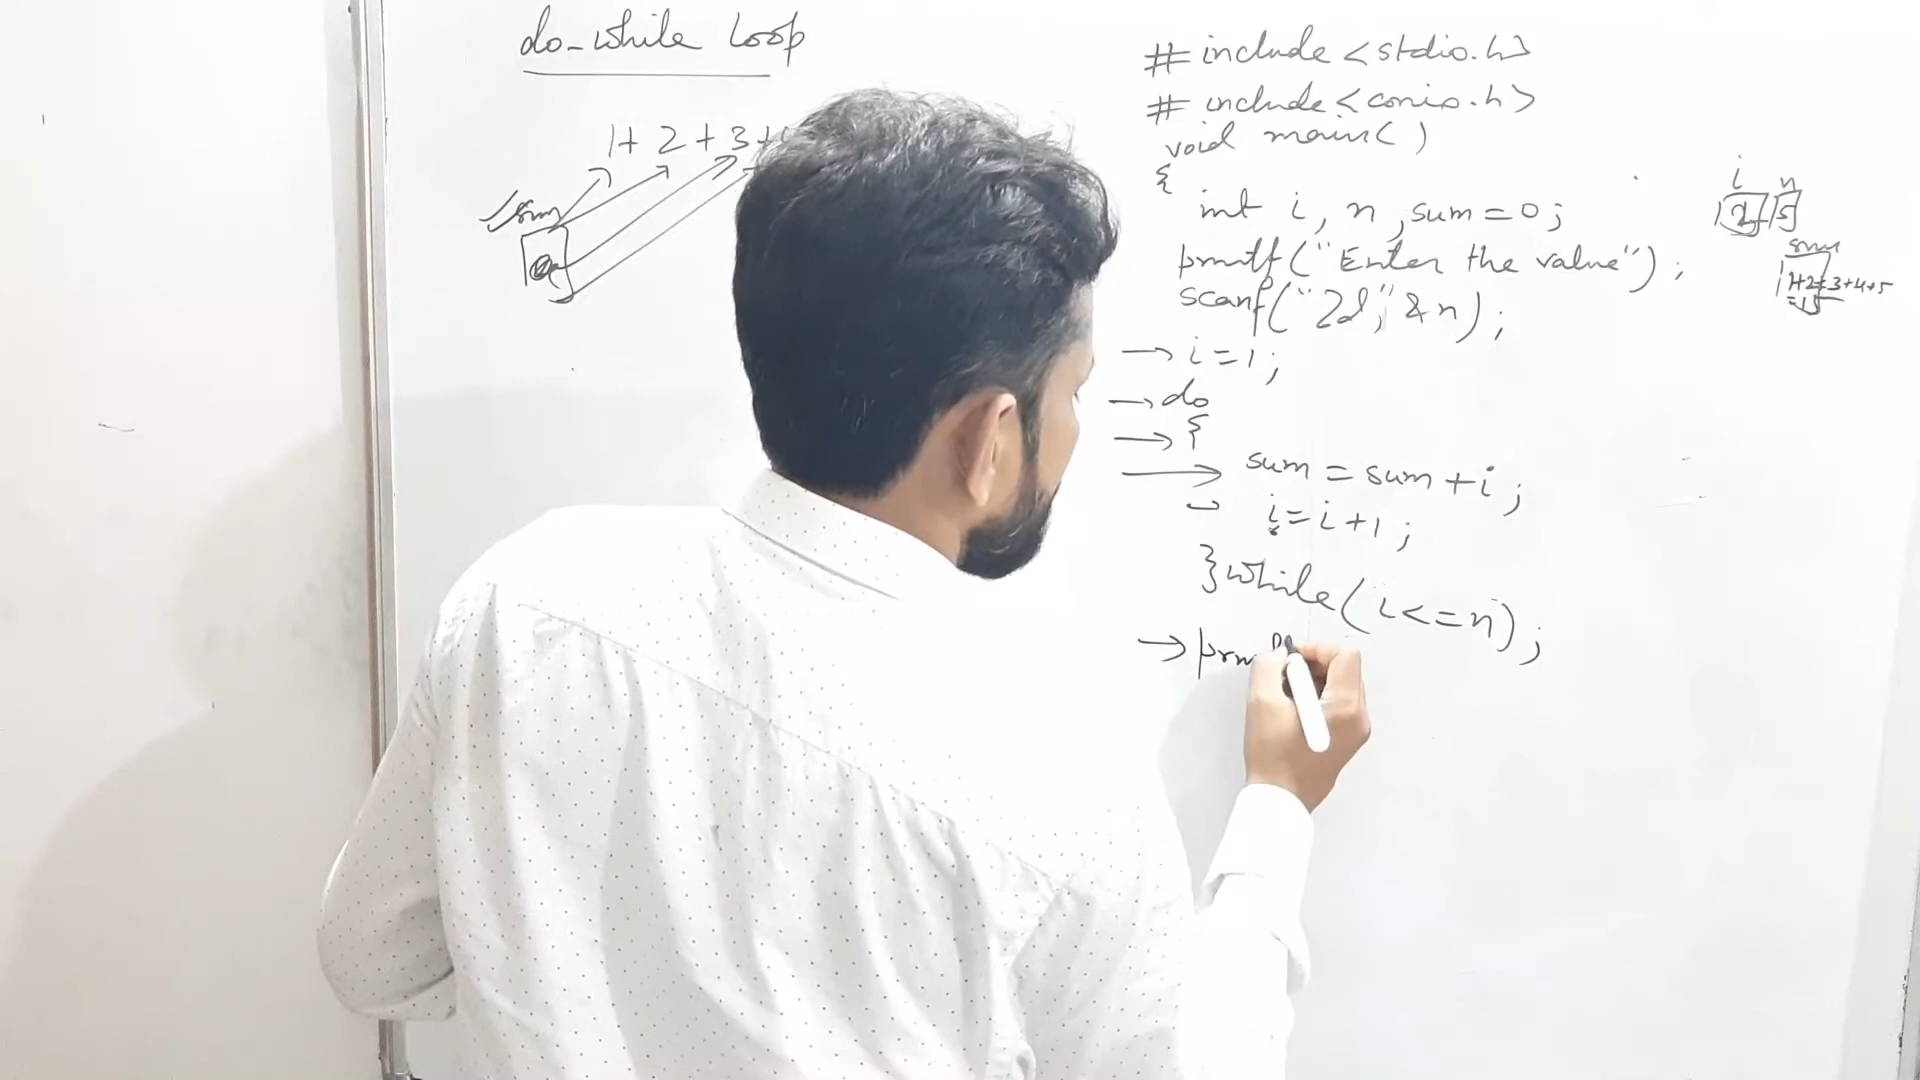 do-while loop
1+ 2 + 3 +
sum
#include <stdio.h>
#include <conio.h>
void main( )
{
int i, n, sum = 0;
printf("Enter the value");
scanf("%d", &n);
→ i = 1;
→ do
→ {
→ sum = sum + i;
i = i + 1;
} while (i <= n);
→ printf
i n
5
sum
1+2+3+4+5
=15